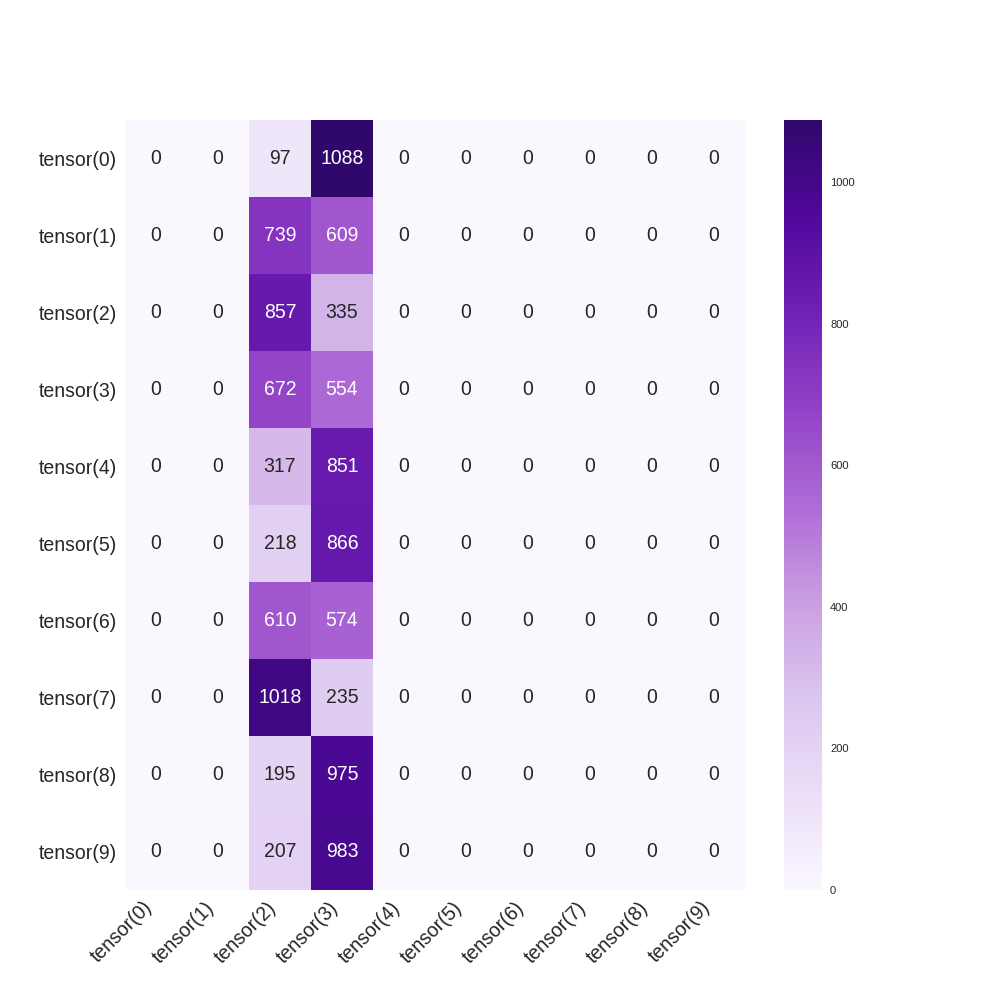 tensor(0) 0 0 97 1088 0 0 0 0 0 0
1000
tensor(1) 0 0 739 609 0 0 0 0 0 0
tensor(2) 0 0 857 335 0 0 0 0 0 0
800
tensor(3) 0 0 672 554 0 0 0 0 0 0
tensor(4) 0 0 317 851 0 0 0 0 0 0
600
tensor(5) 0 0 218 866 0 0 0 0 0 0
400
tensor(6) 0 0 610 574 0 0 0 0 0 0
tensor(7) 0 0 1018 235 0 0 0 0 0 0
200
tensor(8) 0 0 195 975 0 0 0 0 0 0
tensor(9) 0 0 207 983 0 0 0 0 0 0
0
tensor(0) tensor(1) tensor(2) tensor(3) tensor(4) tensor(5) tensor(6) tensor(7) tensor(8) tensor(9)